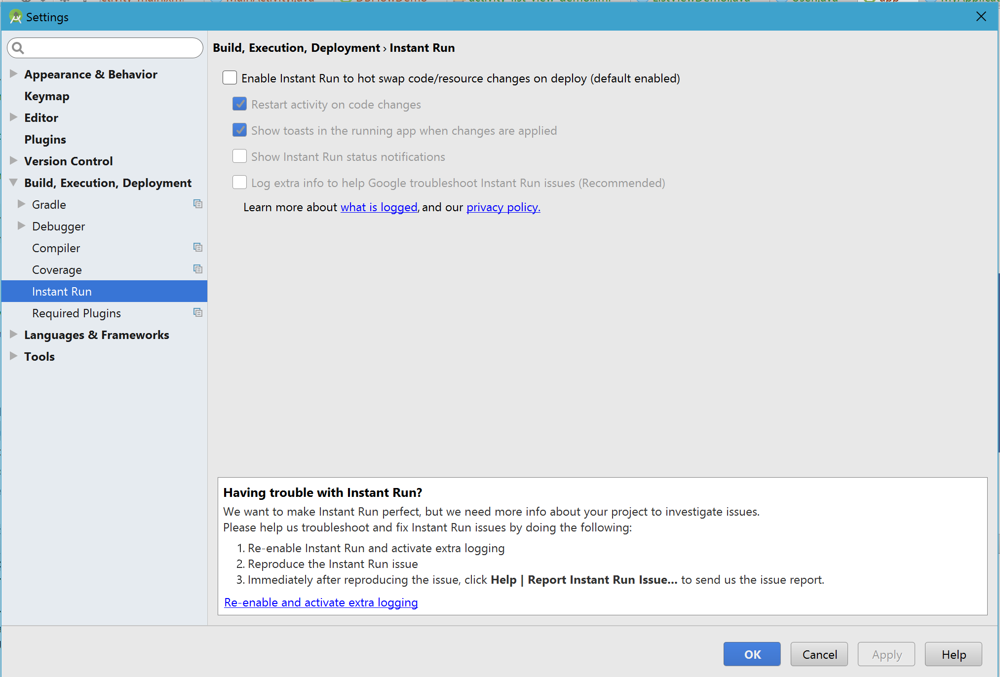 Settings
Build, Execution, Deployment › Instant Run
Appearance & Behavior
Keymap
Editor
Plugins
Version Control
Build, Execution, Deployment
Gradle
Debugger
Compiler
Coverage
Instant Run
Required Plugins
Languages & Frameworks
Tools
Enable Instant Run to hot swap code/resource changes on deploy (default enabled)
Restart activity on code changes
Show toasts in the running app when changes are applied
Show Instant Run status notifications
Log extra info to help Google troubleshoot Instant Run issues (Recommended)
Learn more about what is logged, and our privacy policy.
Having trouble with Instant Run?
We want to make Instant Run perfect, but we need more info about your project to investigate issues.
Please help us troubleshoot and fix Instant Run issues by doing the following:
1. Re-enable Instant Run and activate extra logging
2. Reproduce the Instant Run issue
3. Immediately after reproducing the issue, click Help | Report Instant Run Issue... to send us the issue report.
Re-enable and activate extra logging
OK
Cancel
Apply
Help